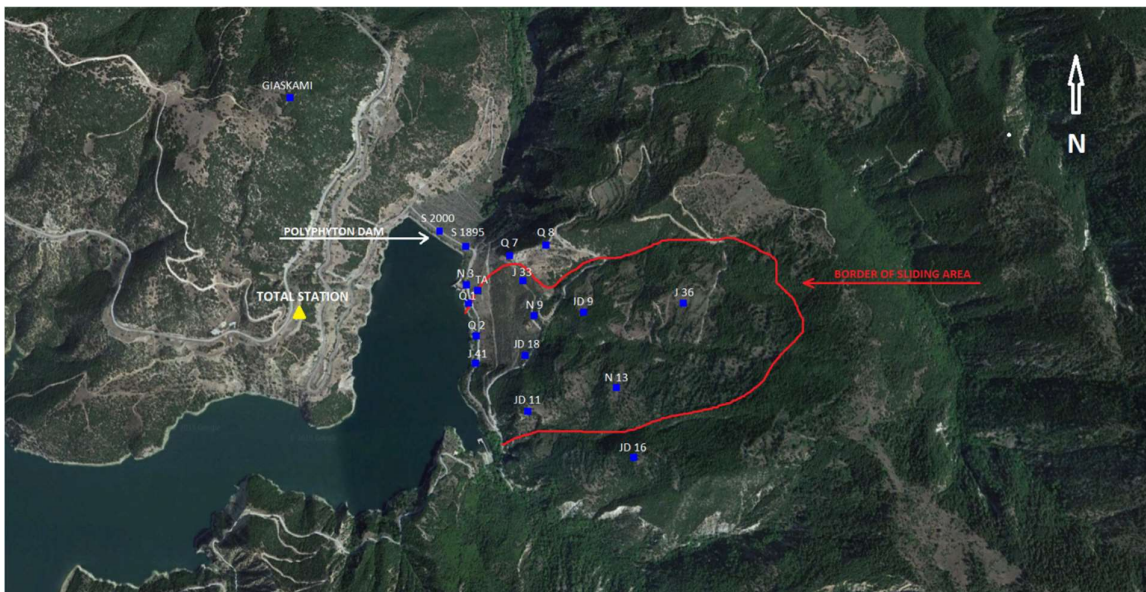 GIASKAMI
N
S 2000
S 1895
POLYPHYTON DAM
Q 8
Q 7
N 3
TA
J 33
BORDER OF SLIDING AREA
TOTAL STATION
Q 1
N 9
JD 9
J 36
Q 2
J 41
JD 18
N 13
JD 11
JD 16